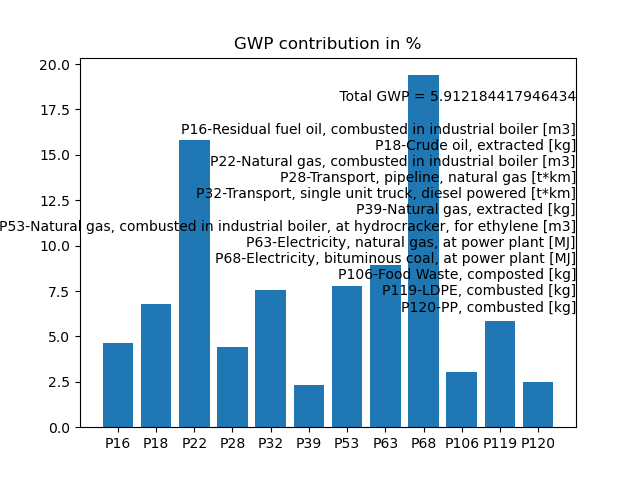 GWP contribution in %
20.0
17.5
15.0
12.5
10.0
7.5
5.0
2.5
0.0
Total GWP = 5.912184417946434
P16-Residual fuel oil, combusted in industrial boiler [m3]
P18-Crude oil, extracted [kg]
P22-Natural gas, combusted in industrial boiler [m3]
P28-Transport, pipeline, natural gas [t*km]
P32-Transport, single unit truck, diesel powered [t*km]
P39-Natural gas, extracted [kg]
P53-Natural gas, combusted in industrial boiler, at hydrocracker, for ethylene [m3]
P63-Electricity, natural gas, at power plant [MJ]
P68-Electricity, bituminous coal, at power plant [MJ]
P106-Food Waste, composted [kg]
P119-LDPE, combusted [kg]
P120-PP, combusted [kg]
P16 P18 P22 P28 P32 P39 P53 P63 P68 P106 P119 P120